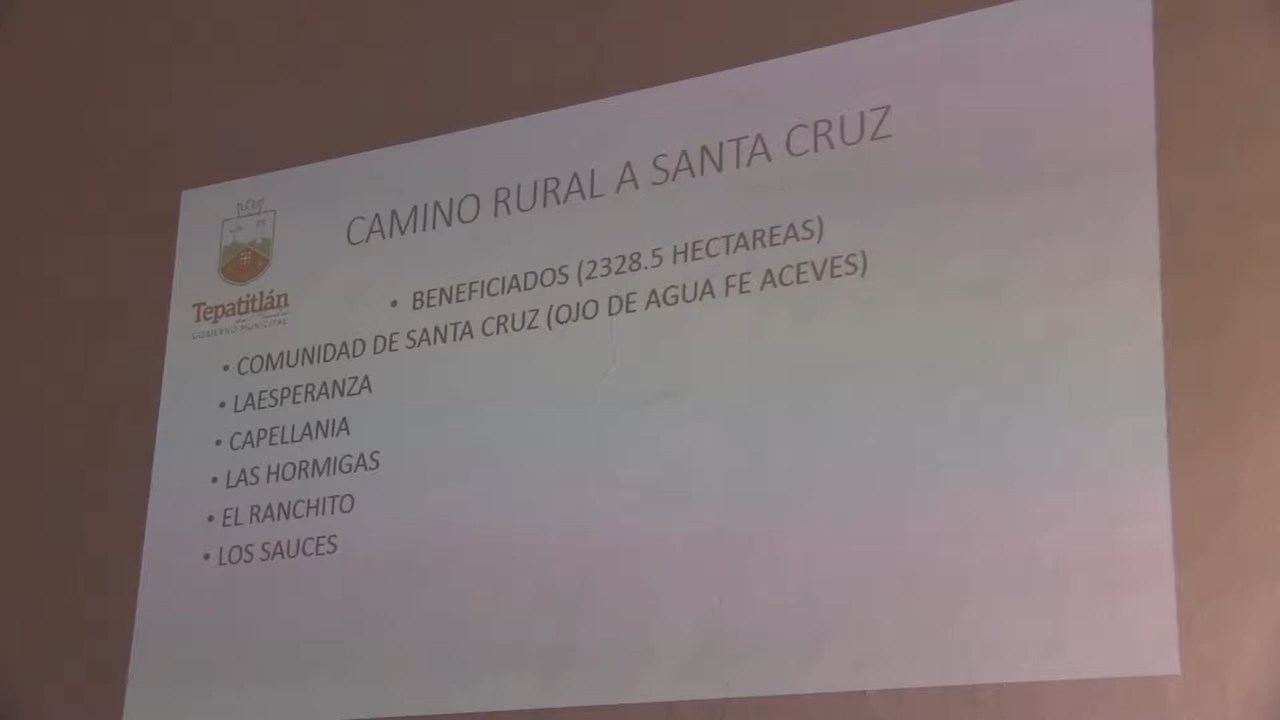 CAMINO RURAL A SANTA CRUZ
Tepatitlán
GOBIERNO MUNICIPAL
• BENEFICIADOS (2328.5 HECTAREAS)
• COMUNIDAD DE SANTA CRUZ (OJO DE AGUA FE ACEVES)
• LAESPERANZA
• CAPELLANIA
• LAS HORMIGAS
• EL RANCHITO
• LOS SAUCES